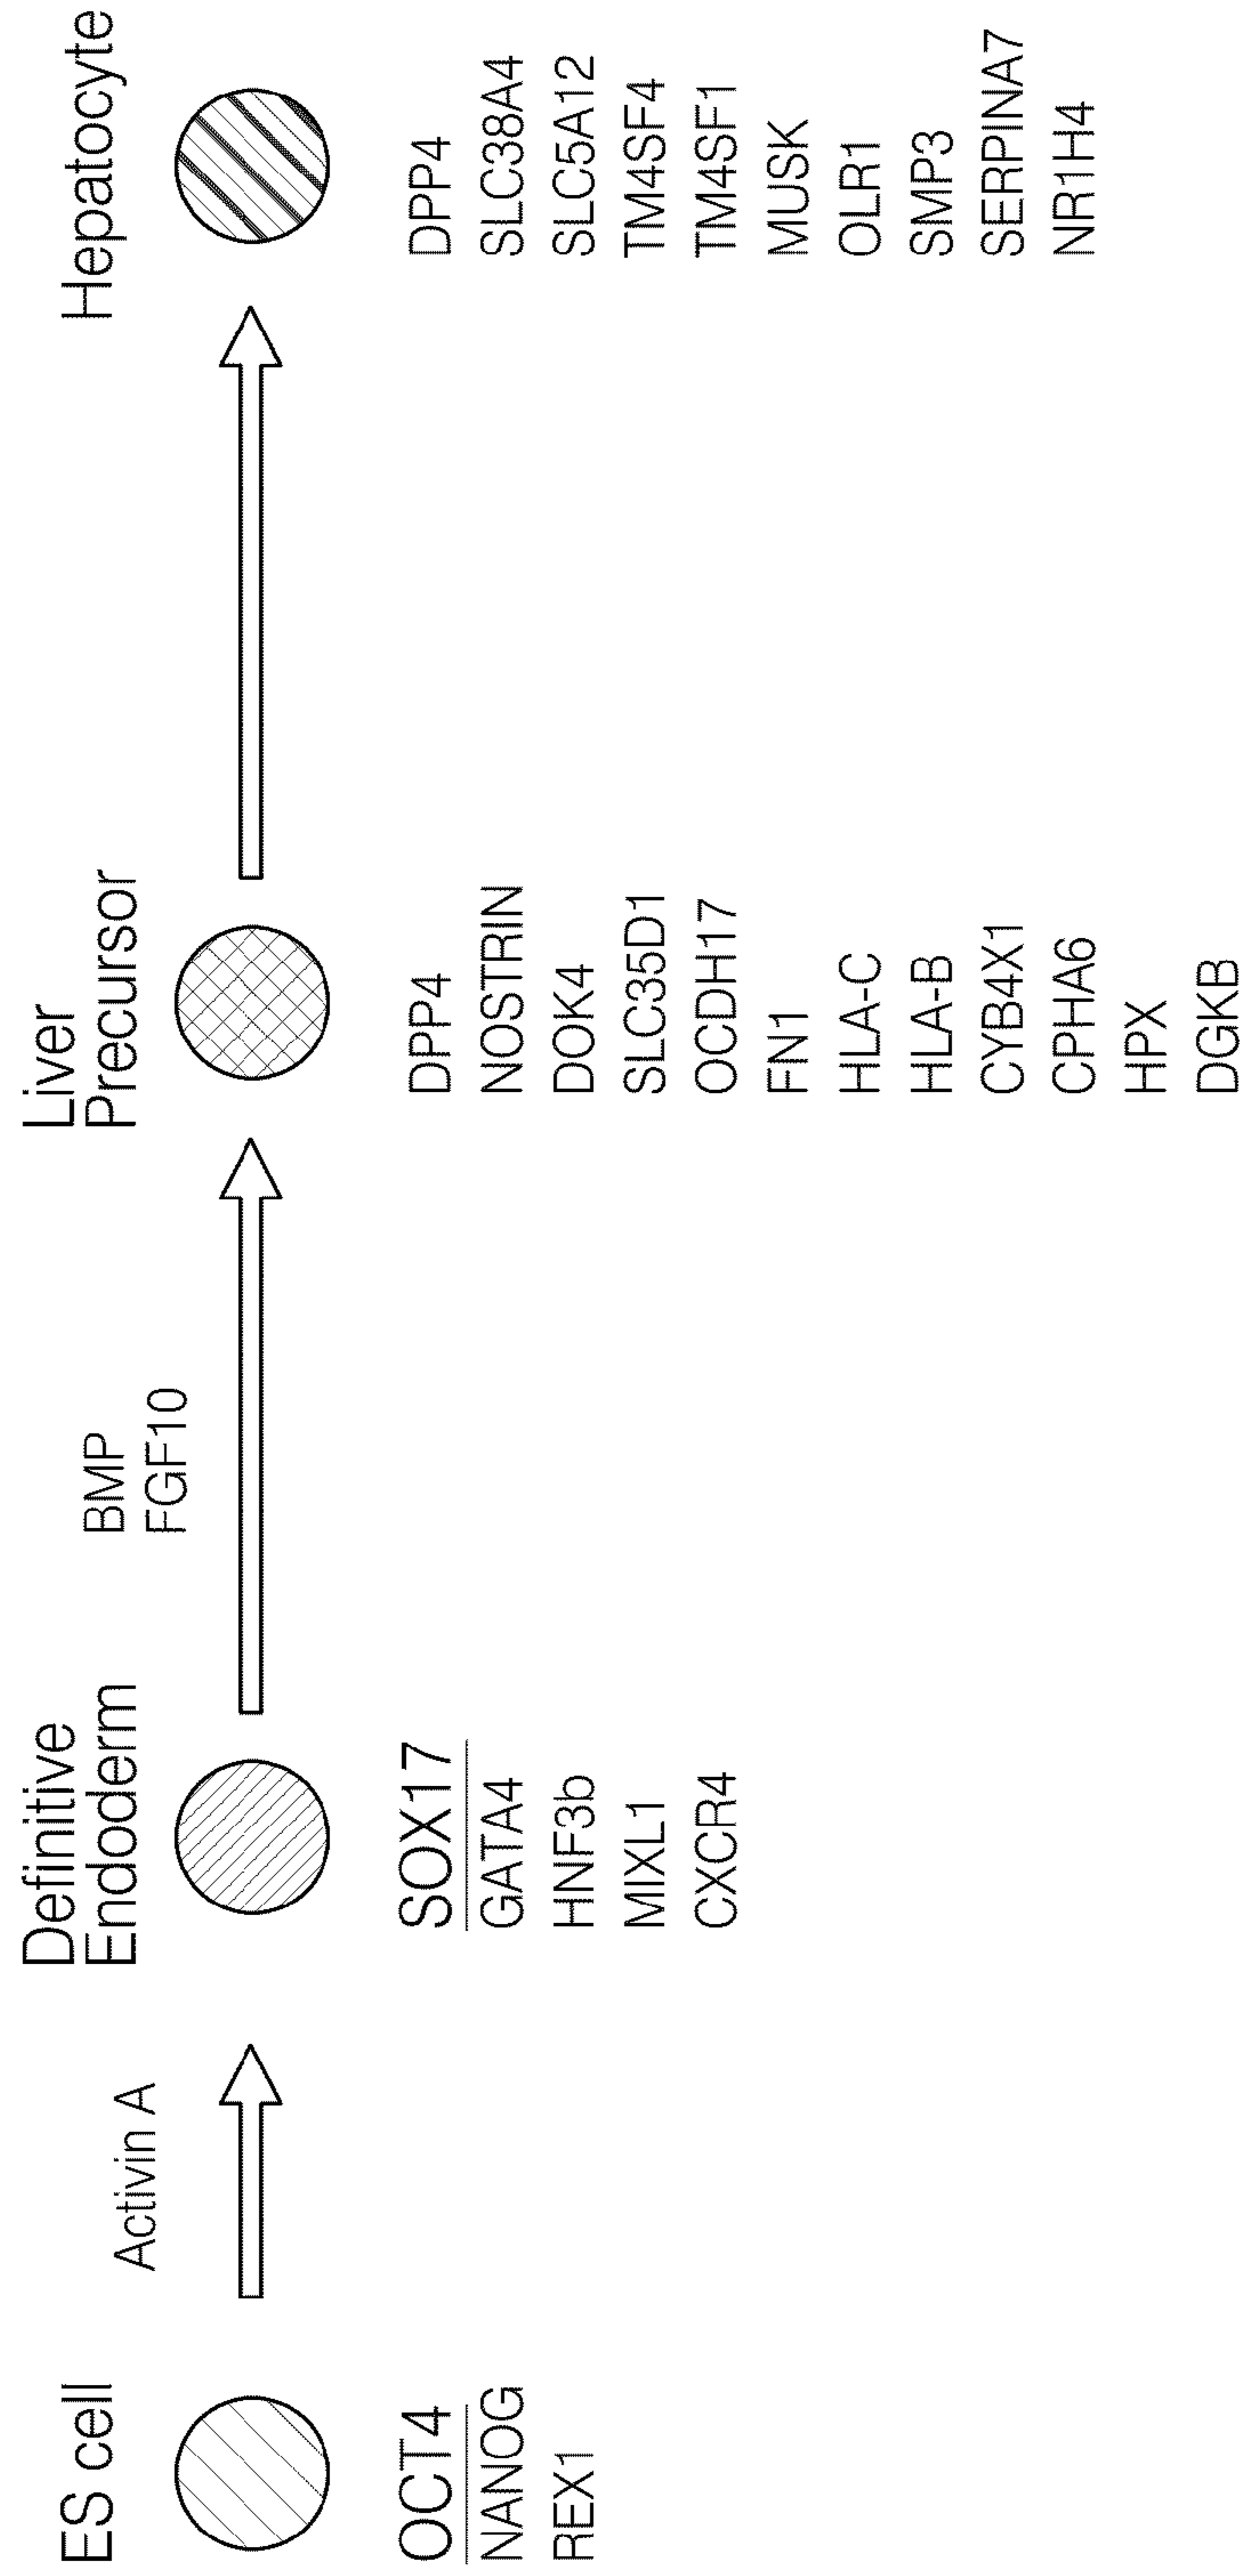 ES cell
OCT4
NANOG
REX1
Activin A
Definitive
Endoderm
SOX17
GATA4
HNF3b
MIXL1
CXCR4
BMP
FGF10
Liver
Precursor
DPP4
NOSTRIN
DOK4
SLC35D1
OCDH17
FN1
HLA-C
HLA-B
CYB4X1
CPHA6
HPX
DGKB
Hepatocyte
DPP4
SLC38A4
SLC5A12
TM4SF4
TM4SF1
MUSK
OLR1
SMP3
SERPINA7
NR1H4